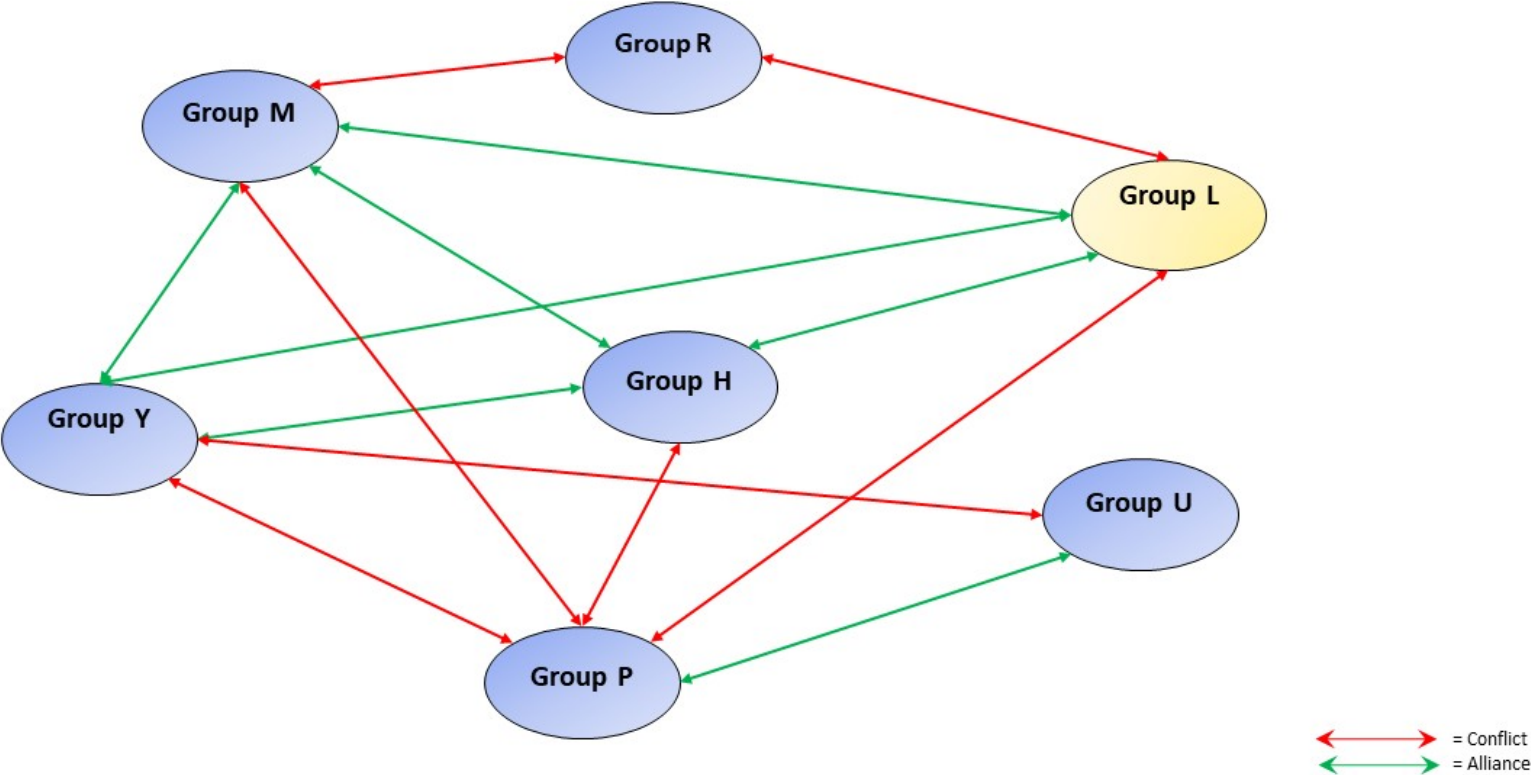 Group R
Group M
Group L
Group H
Group Y
Group U
Group P
= Conflict
= Alliance